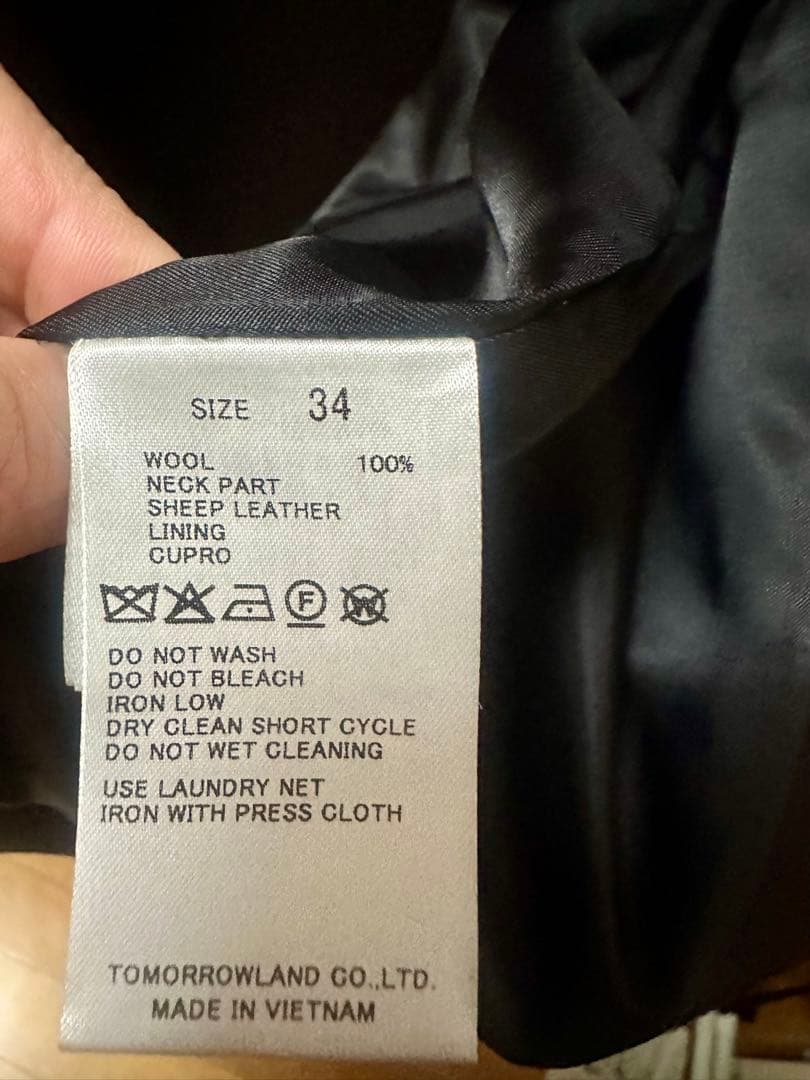 SIZE 34
WOOL 100%
NECK PART
SHEEP LEATHER
LINING
CUPRO
F W
DO NOT WASH
DO NOT BLEACH
IRON LOW
DRY CLEAN SHORT CYCLE
DO NOT WET CLEANING
USE LAUNDRY NET
IRON WITH PRESS CLOTH
TOMORROWLAND CO.,LTD.
MADE IN VIETNAM